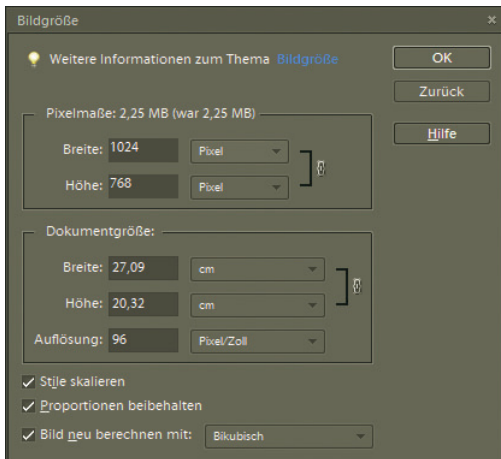 Bildgröße
Weitere Informationen zum Thema Bildgröße
OK
Zurück
Hilfe
Pixelmaße: 2,25 MB (war 2,25 MB)
Breite: 1024 Pixel
Höhe: 768 Pixel
Dokumentgröße:
Breite: 27,09 cm
Höhe: 20,32 cm
Auflösung: 96 Pixel/Zoll
Stile skalieren
Proportionen beibehalten
Bild neu berechnen mit: Bikubisch